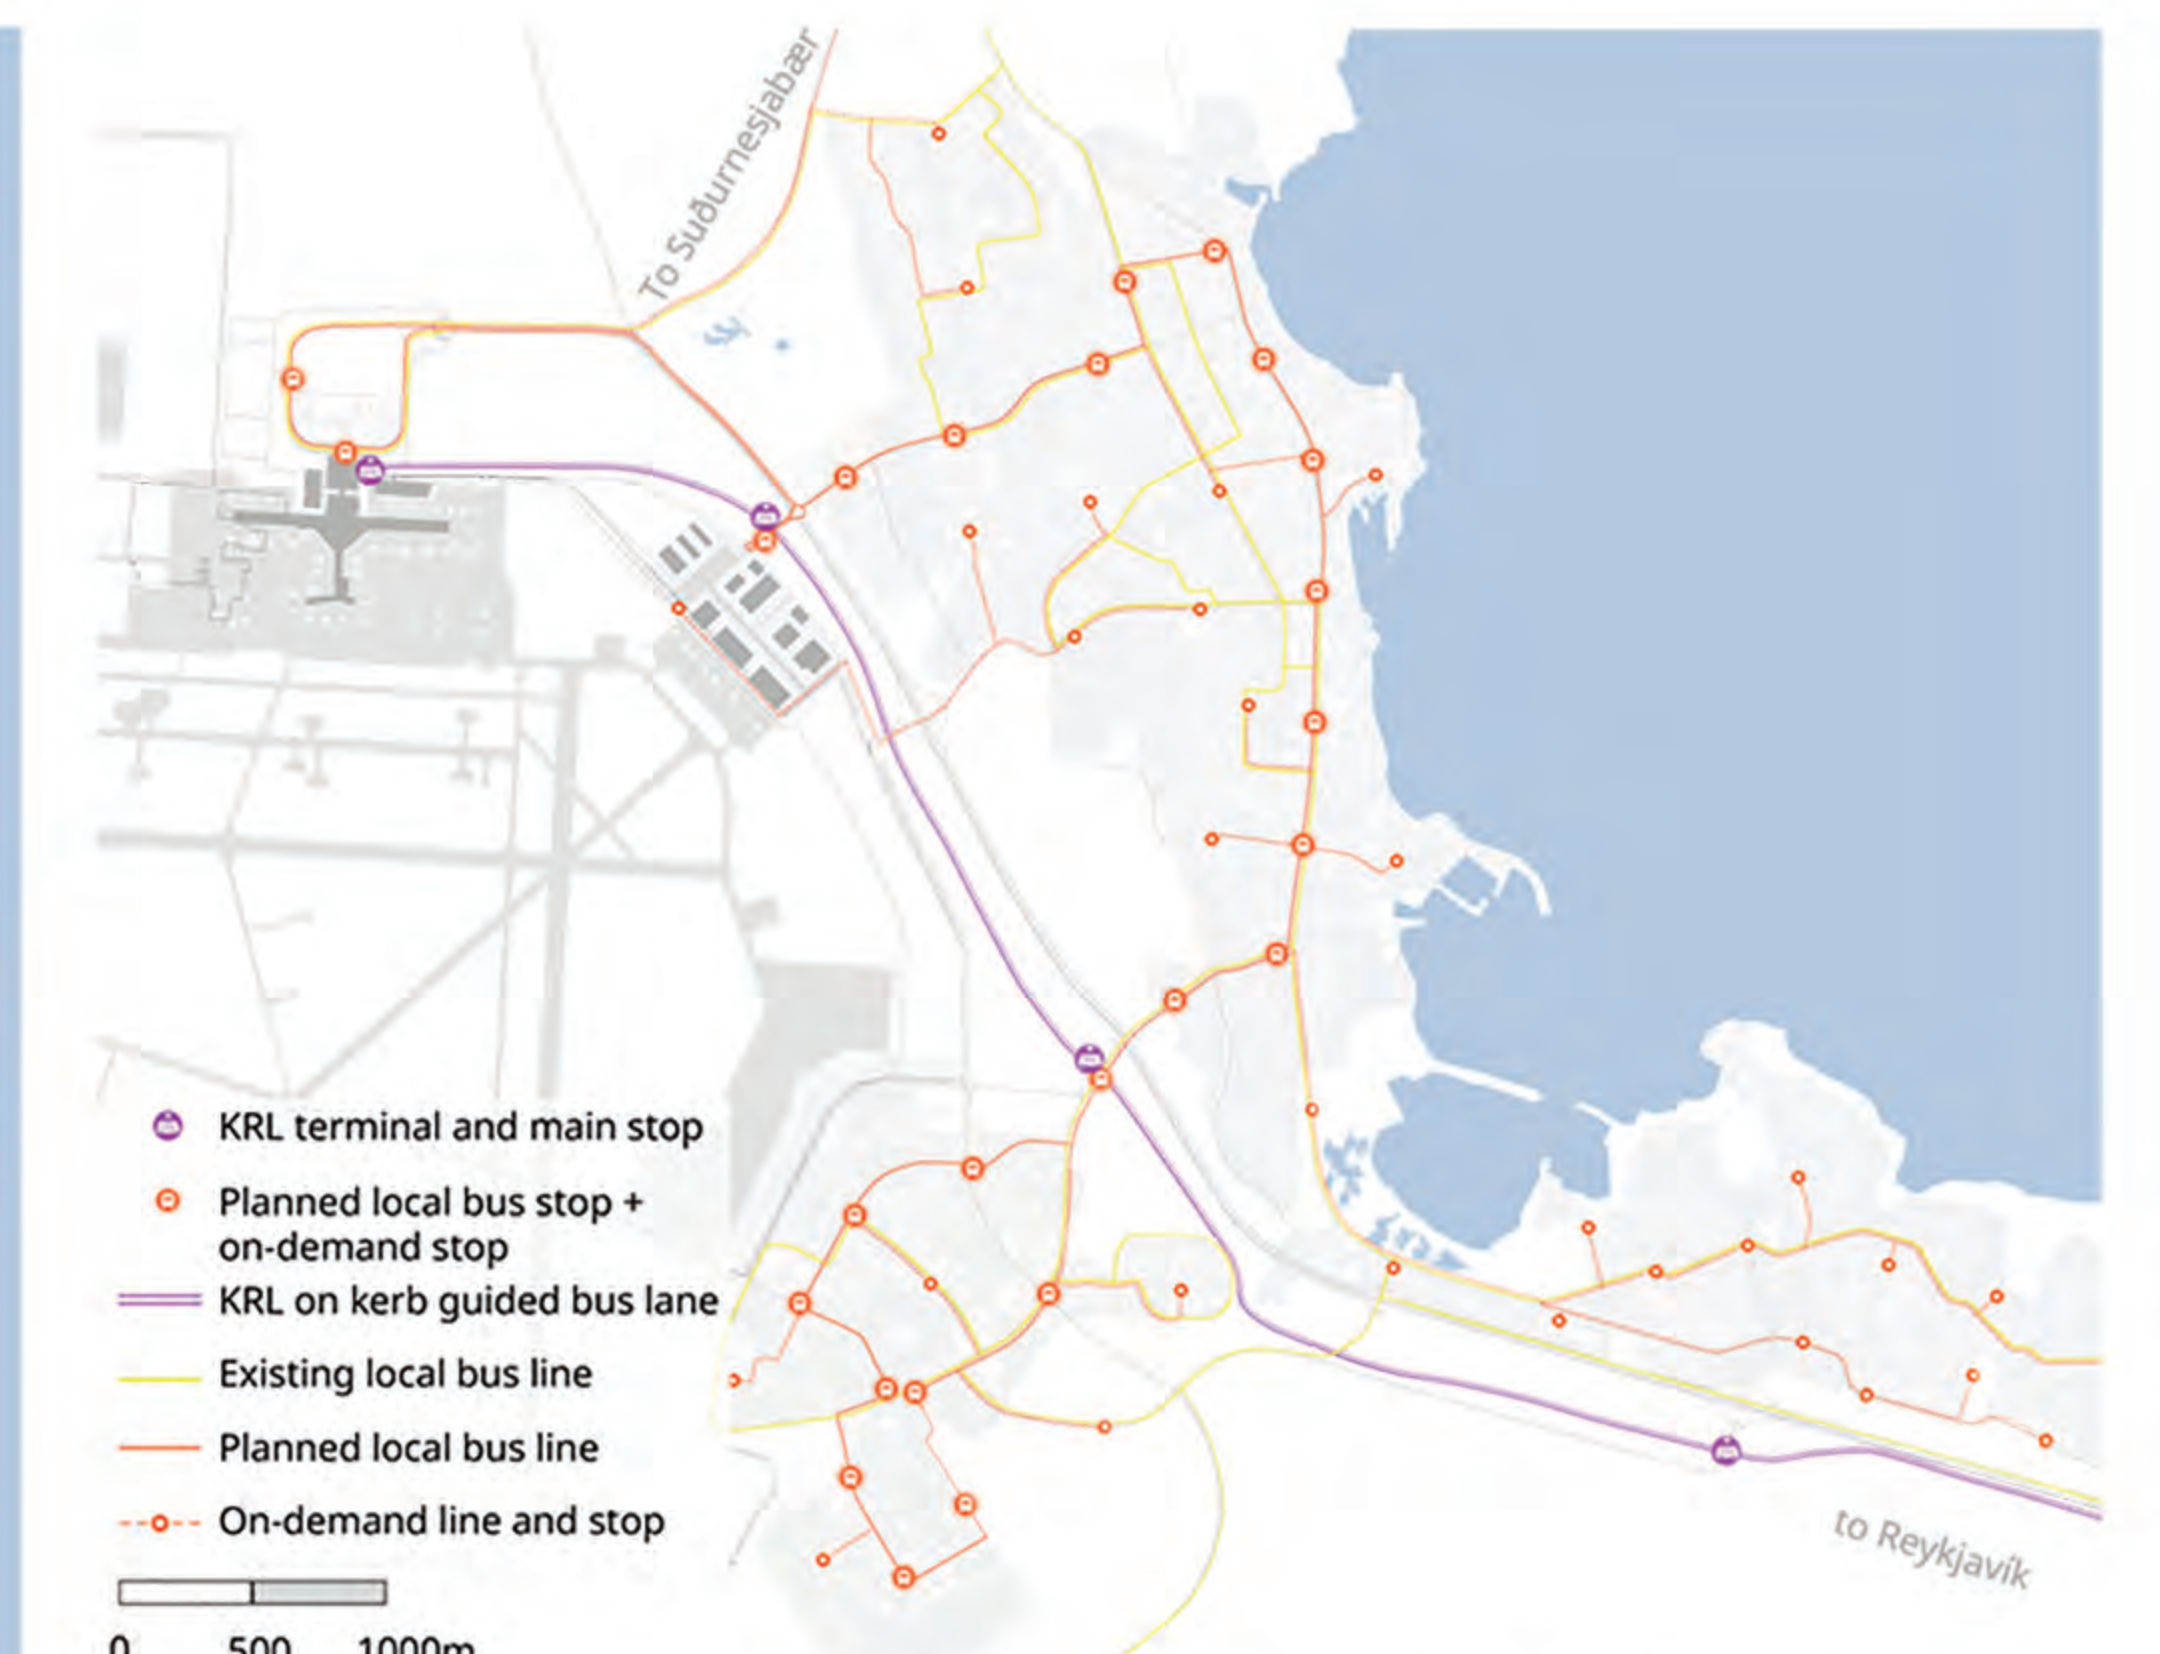 To Suðurnesjabær
KRL terminal and main stop
Planned local bus stop +
on-demand stop
KRL on kerb guided bus lane
Existing local bus line
Planned local bus line
On-demand line and stop
0 500 1000m
to Reykjavík